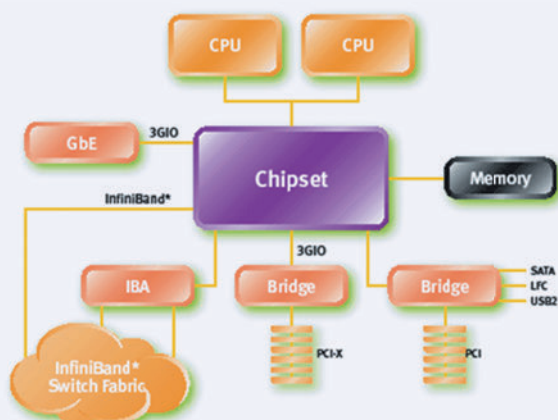 CPU
CPU
GbE
3GIO
Chipset
Memory
InfiniBand*
3GIO
IBA
Bridge
Bridge
SATA
LFC
USB2
PCI-X
PCI
InfiniBand*
Switch Fabric